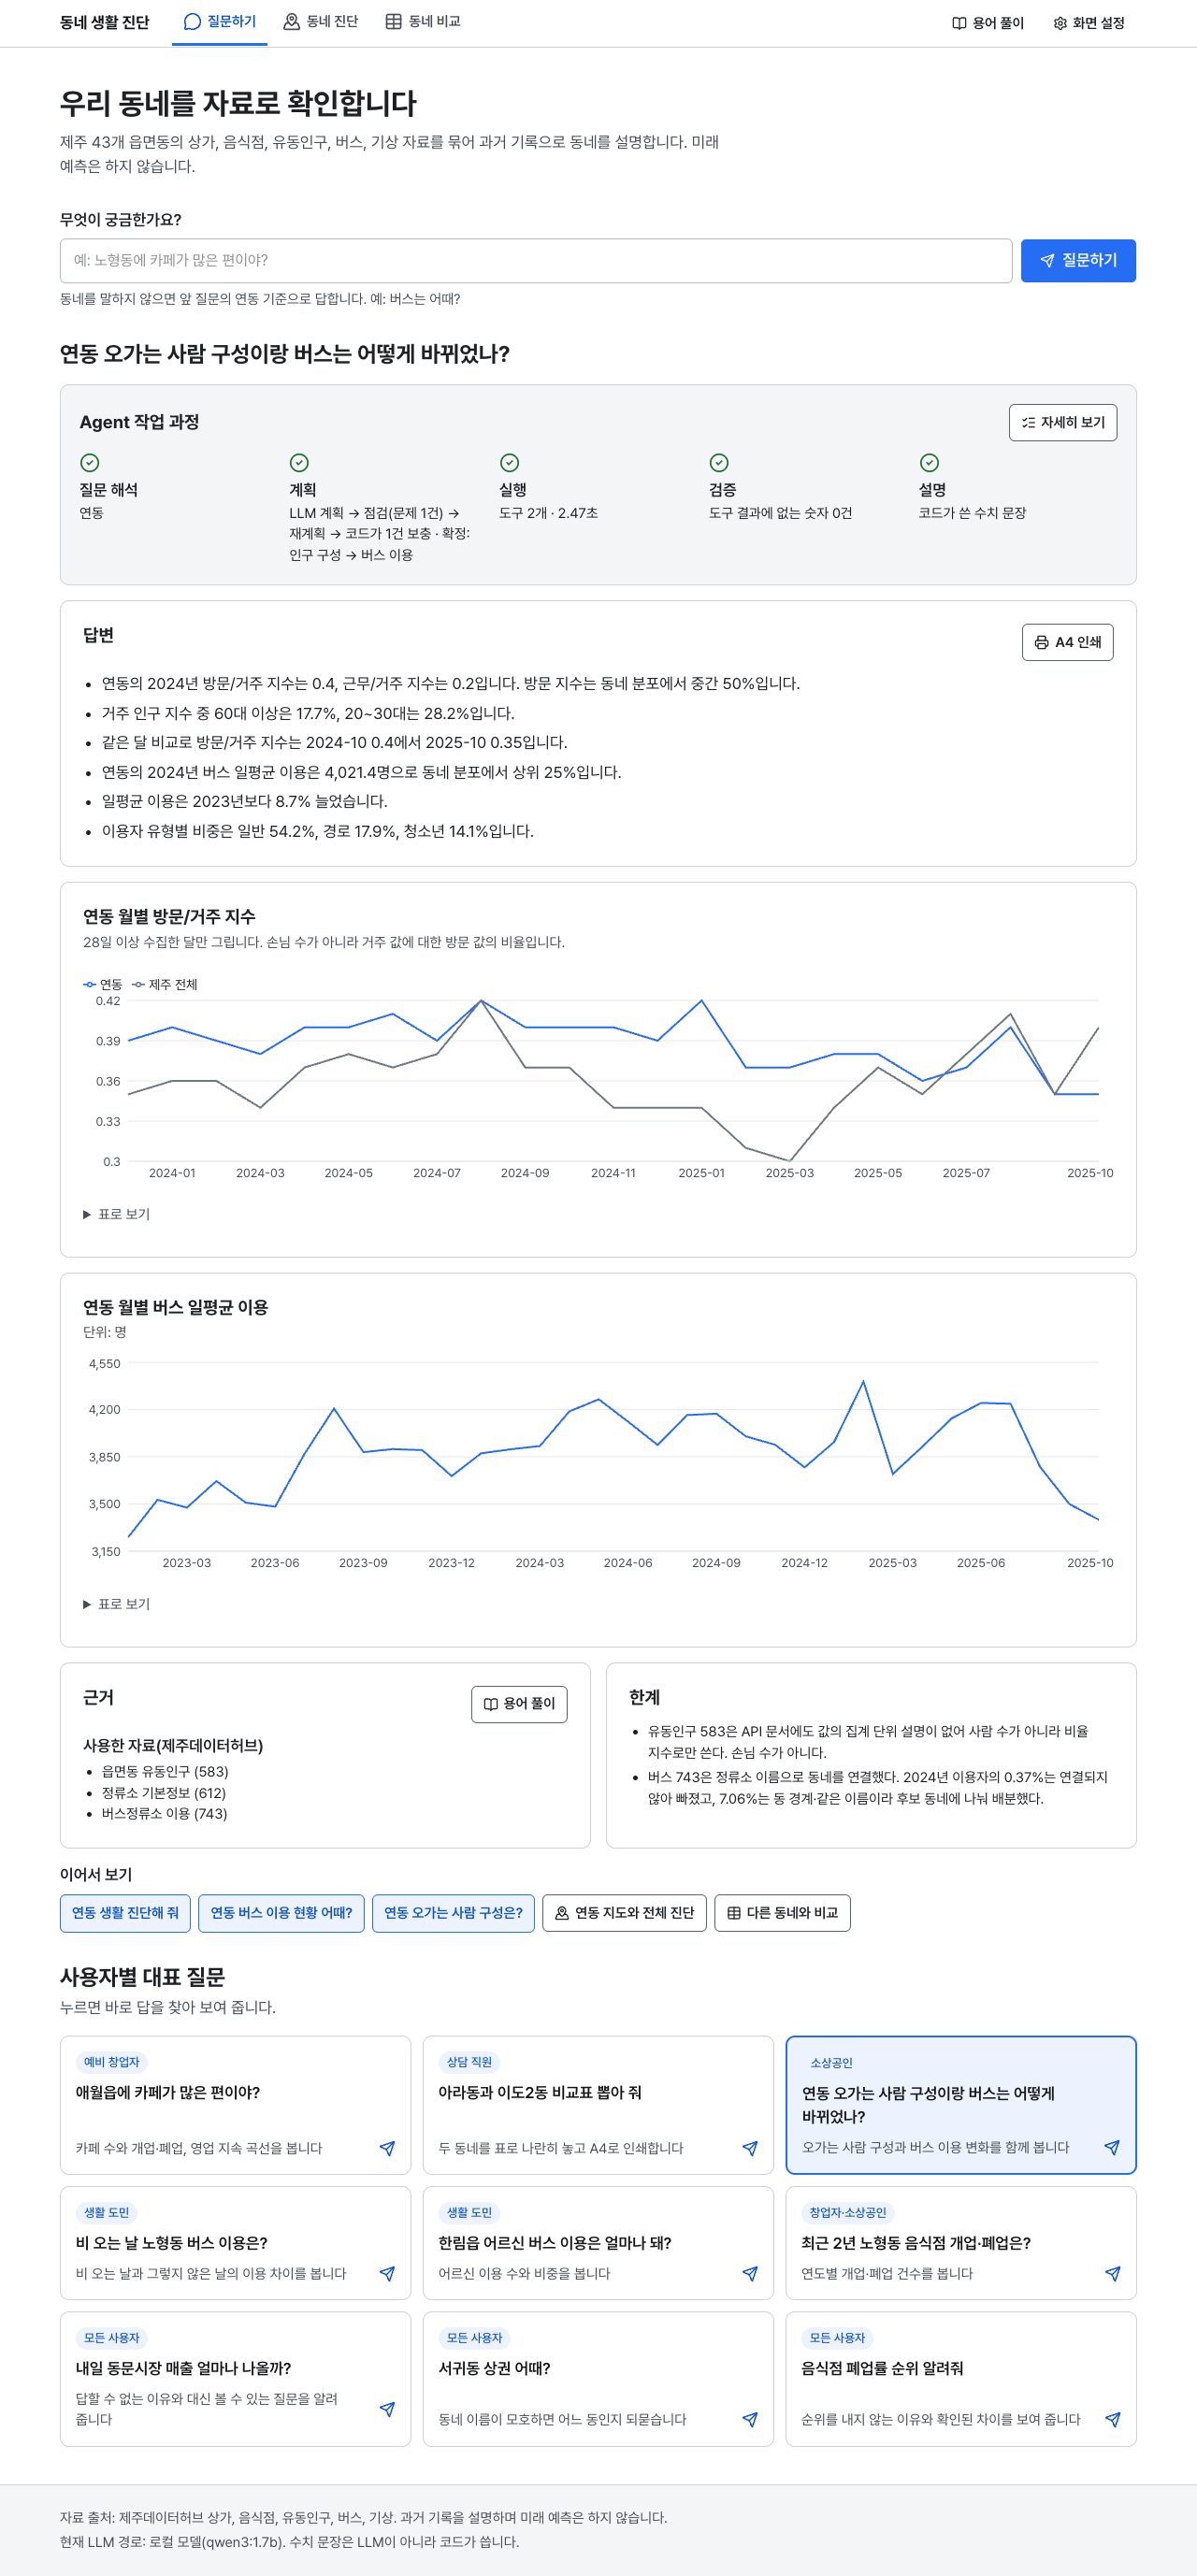 동네 생활 진단
질문하기
동네 진단
동네 비교
용어 풀이
화면 설정
우리 동네를 자료로 확인합니다
제주 43개 읍면동의 상가, 음식점, 유동인구, 버스, 기상 자료를 묶어 과거 기록으로 동네를 설명합니다. 미래
예측은 하지 않습니다.
무엇이 궁금한가요?
예: 노형동에 카페가 많은 편이야?
질문하기
동네를 말하지 않으면 앞 질문의 연동 기준으로 답합니다. 예: 버스는 어때?
연동 오가는 사람 구성이랑 버스는 어떻게 바뀌었나?
Agent 작업 과정
자세히 보기
질문 해석
연동
계획
LLM 계획 → 점검(문제 1건) →
재계획 → 코드가 1건 보충 · 확정:
인구 구성 → 버스 이용
실행
도구 2개 · 2.47초
검증
도구 결과에 없는 숫자 0건
설명
코드가 쓴 수치 문장
답변
A4 인쇄
• 연동의 2024년 방문/거주 지수는 0.4, 근무/거주 지수는 0.2입니다. 방문 지수는 동네 분포에서 중간 50%입니다.
• 거주 인구 지수 중 60대 이상은 17.7%, 20~30대는 28.2%입니다.
• 같은 달 비교로 방문/거주 지수는 2024-10 0.4에서 2025-10 0.35입니다.
• 연동의 2024년 버스 일평균 이용은 4,021.4명으로 동네 분포에서 상위 25%입니다.
• 일평균 이용은 2023년보다 8.7% 늘었습니다.
• 이용자 유형별 비중은 일반 54.2%, 경로 17.9%, 청소년 14.1%입니다.
연동 월별 방문/거주 지수
28일 이상 수집한 달만 그립니다. 손님 수가 아니라 거주 값에 대한 방문 값의 비율입니다.
연동 제주 전체
0.42
0.39
0.36
0.33
0.3
2024-01 2024-03 2024-05 2024-07 2024-09 2024-11 2025-01 2025-03 2025-05 2025-07 2025-10
▶ 표로 보기
연동 월별 버스 일평균 이용
단위: 명
4,550
4,200
3,850
3,500
3,150
2023-03 2023-06 2023-09 2023-12 2024-03 2024-06 2024-09 2024-12 2025-03 2025-06 2025-10
▶ 표로 보기
근거
용어 풀이
사용한 자료(제주데이터허브)
• 읍면동 유동인구 (583)
• 정류소 기본정보 (612)
• 버스정류소 이용 (743)
한계
• 유동인구 583은 API 문서에도 값의 집계 단위 설명이 없어 사람 수가 아니라 비율
지수로만 쓴다. 손님 수가 아니다.
• 버스 743은 정류소 이름으로 동네를 연결했다. 2024년 이용자의 0.37%는 연결되지
않아 빠졌고, 7.06%는 동 경계·같은 이름이라 후보 동네에 나눠 배분했다.
이어서 보기
연동 생활 진단해 줘
연동 버스 이용 현황 어때?
연동 오가는 사람 구성은?
연동 지도와 전체 진단
다른 동네와 비교
사용자별 대표 질문
누르면 바로 답을 찾아 보여 줍니다.
예비 창업자
애월읍에 카페가 많은 편이야?
카페 수와 개업·폐업, 영업 지속 곡선을 봅니다
상담 직원
아라동과 이도2동 비교표 뽑아 줘
두 동네를 표로 나란히 놓고 A4로 인쇄합니다
소상공인
연동 오가는 사람 구성이랑 버스는 어떻게
바뀌었나?
오가는 사람 구성과 버스 이용 변화를 함께 봅니다
생활 도민
비 오는 날 노형동 버스 이용은?
비 오는 날과 그렇지 않은 날의 이용 차이를 봅니다
생활 도민
한림읍 어르신 버스 이용은 얼마나 돼?
어르신 이용 수와 비중을 봅니다
창업자·소상공인
최근 2년 노형동 음식점 개업·폐업은?
연도별 개업·폐업 건수를 봅니다
모든 사용자
내일 동문시장 매출 얼마나 나올까?
답할 수 없는 이유와 대신 볼 수 있는 질문을 알려
줍니다
모든 사용자
서귀동 상권 어때?
동네 이름이 모호하면 어느 동인지 되묻습니다
모든 사용자
음식점 폐업률 순위 알려줘
순위를 내지 않는 이유와 확인된 차이를 보여 줍니다
자료 출처: 제주데이터허브 상가, 음식점, 유동인구, 버스, 기상. 과거 기록을 설명하며 미래 예측은 하지 않습니다.
현재 LLM 경로: 로컬 모델(qwen3:1.7b). 수치 문장은 LLM이 아니라 코드가 씁니다.